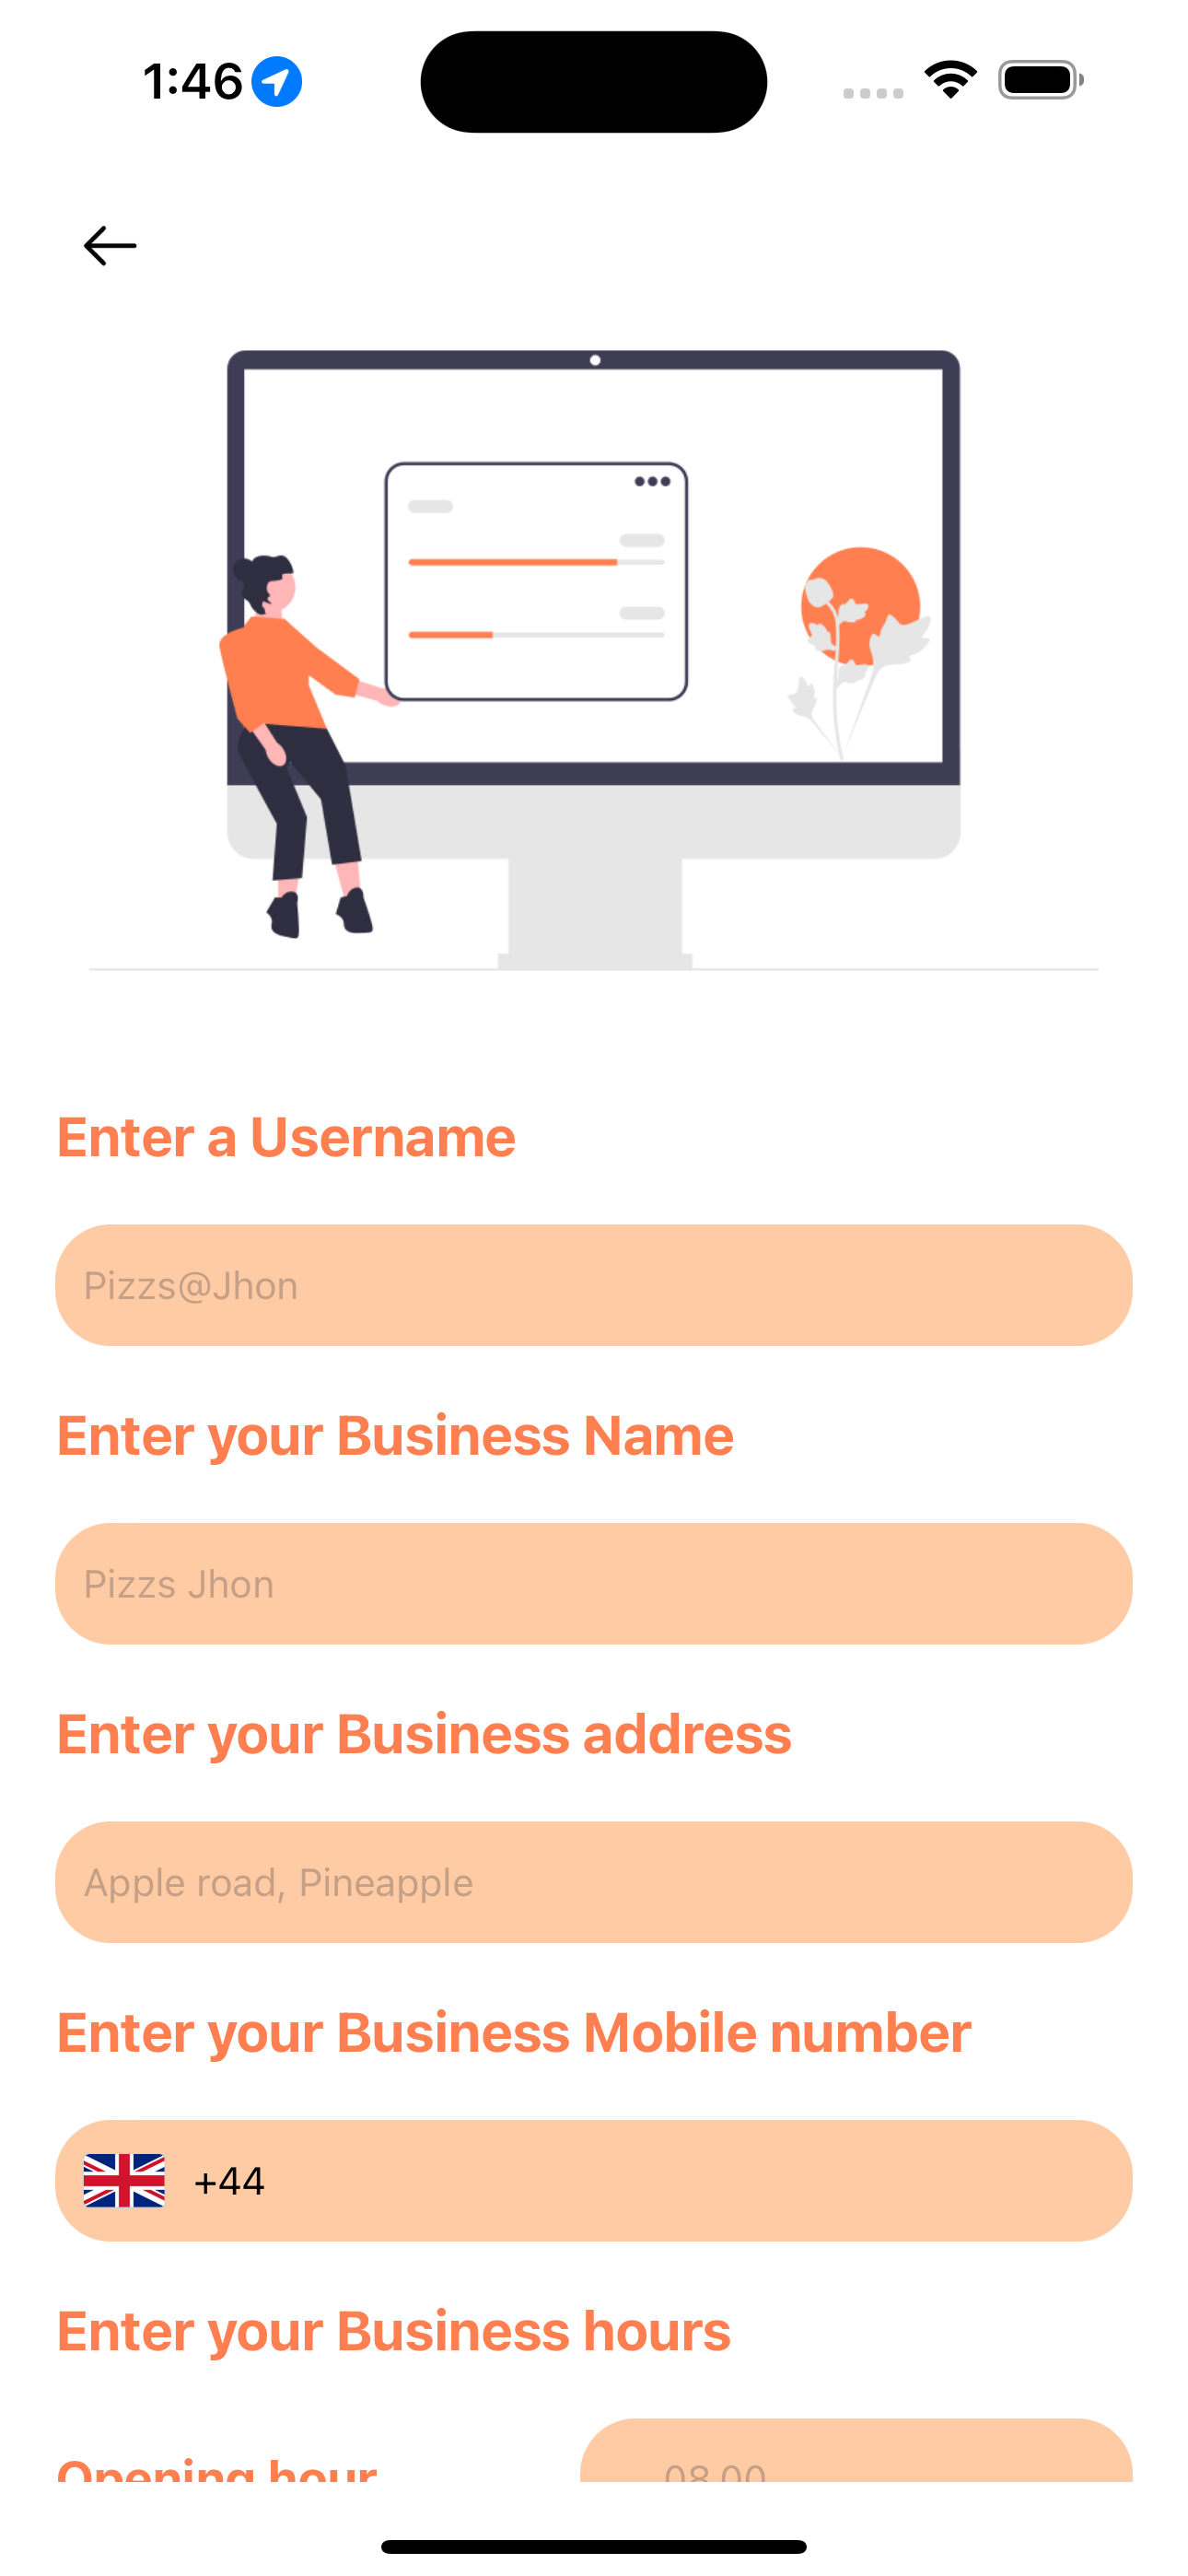 1:46
Enter a Username
Pizzs@Jhon
Enter your Business Name
Pizzs Jhon
Enter your Business address
Apple road, Pineapple
Enter your Business Mobile number
+44
Enter your Business hours
Opening hour
08.00